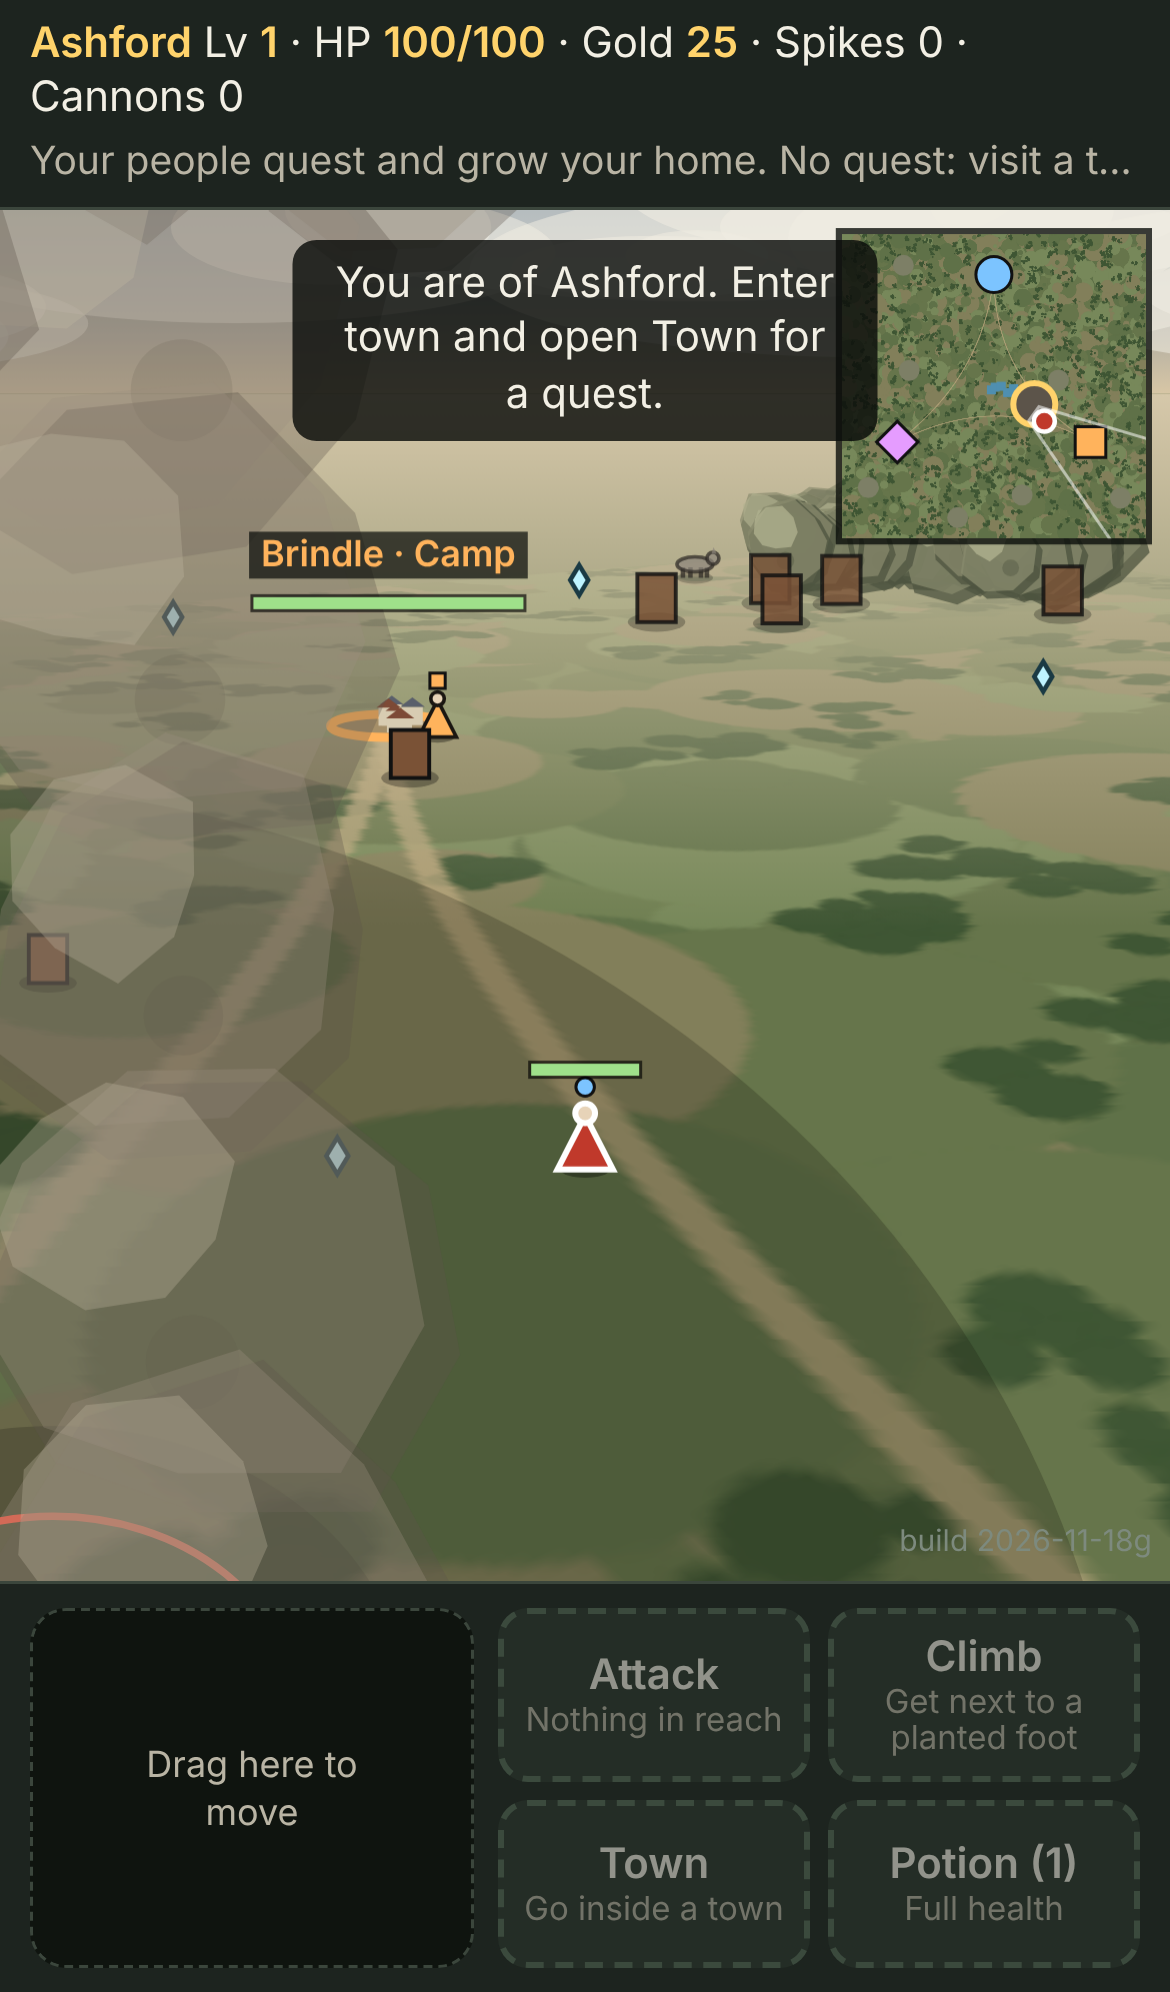 Ashford Lv 1 · HP 100/100 · Gold 25 · Spikes 0 ·
Cannons 0
Your people quest and grow your home. No quest: visit a t...
You are of Ashford. Enter
town and open Town for
a quest.
Brindle · Camp
build 2026-11-18g
Drag here to
move
Attack
Nothing in reach
Climb
Get next to a
planted foot
Town
Go inside a town
Potion (1)
Full health